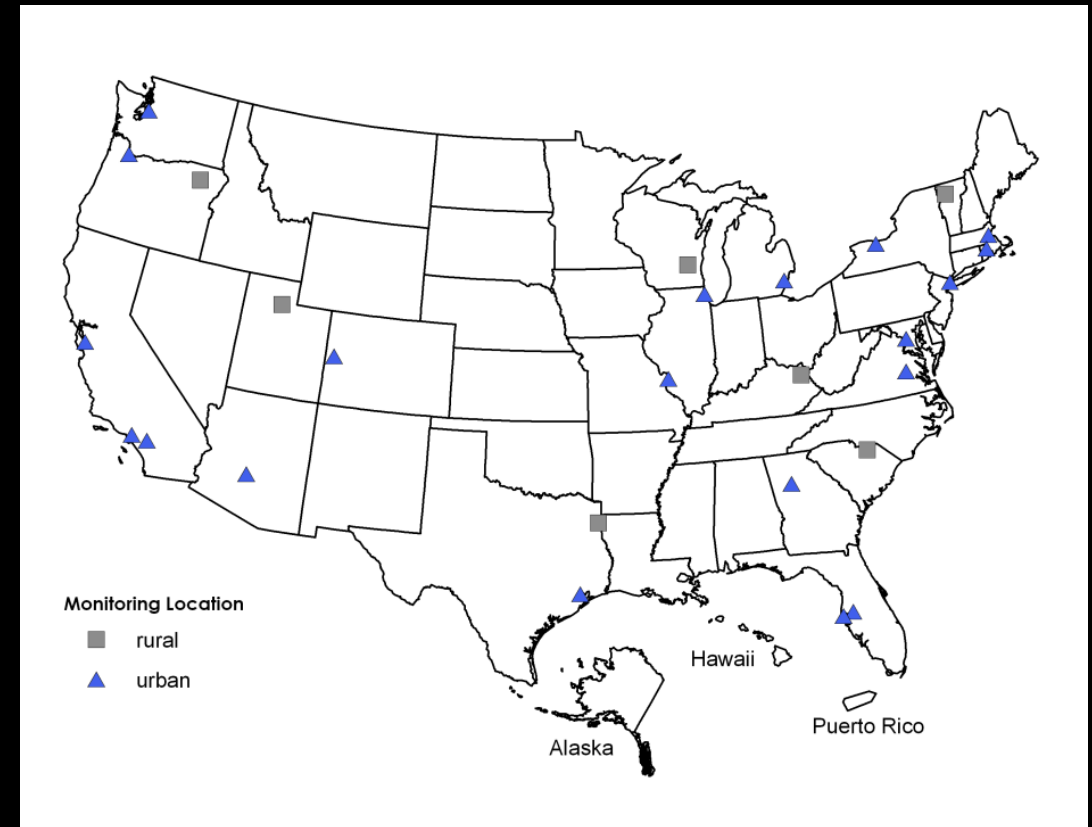 Monitoring Location
rural
urban
Hawaii
Puerto Rico
Alaska